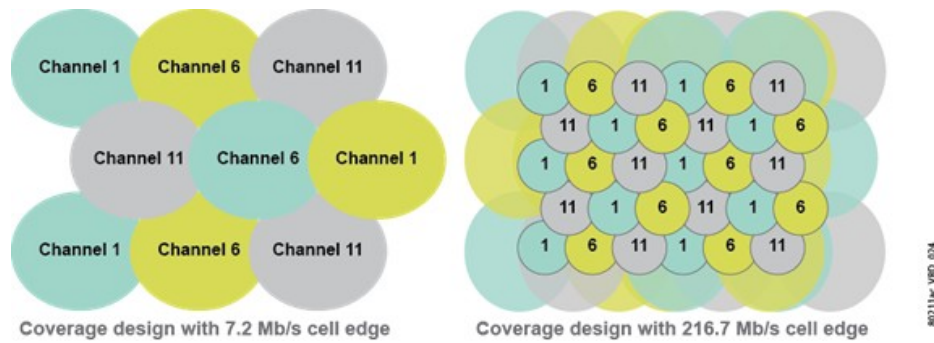 Channel 1 Channel 6 Channel 11
Channel 11 Channel 6 Channel 1
Channel 1 Channel 6 Channel 11
Coverage design with 7.2 Mb/s cell edge
1 6 11 1 6 11
11 1 6 11 1 6
1 6 11 1 6 11
11 1 6 11 1 6
1 6 11 1 6 11
Coverage design with 216.7 Mb/s cell edge
80211ac_VRD_024